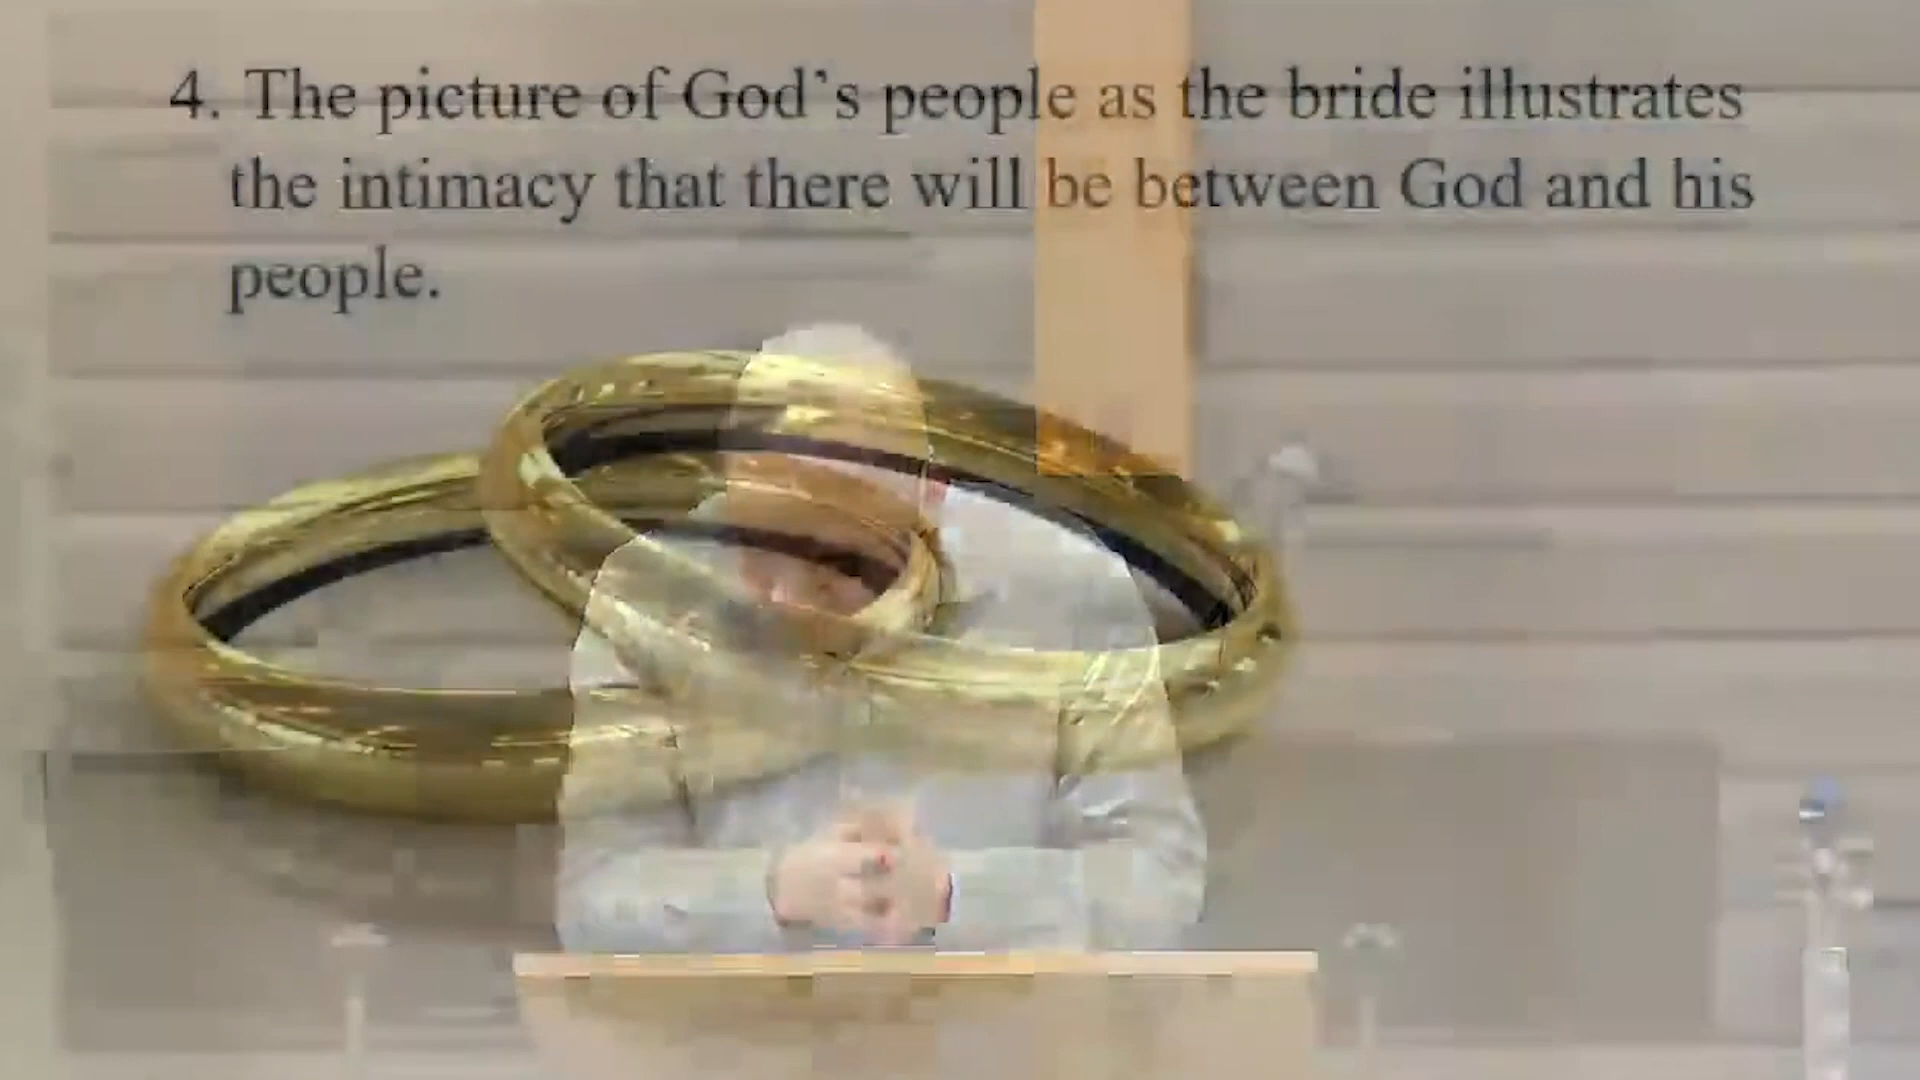 4. The picture of God's people as the bride illustrates
the intimacy that there will be between God and his
people.